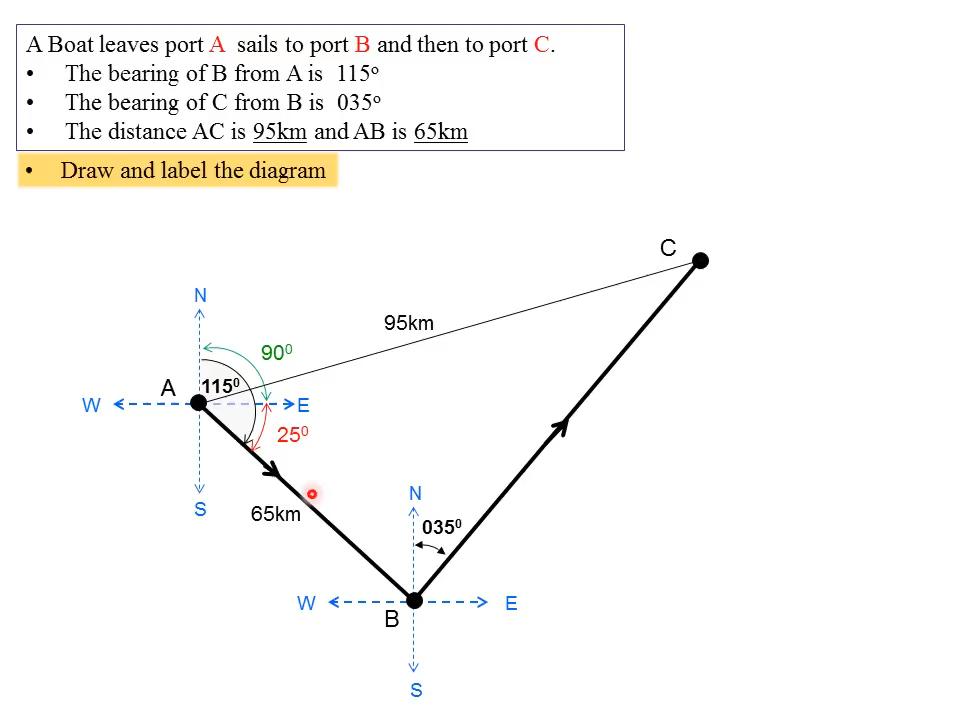 A Boat leaves port A sails to port B and then to port C.
• The bearing of B from A is 115º
• The bearing of C from B is 035º
• The distance AC is 95km and AB is 65km
• Draw and label the diagram
C
N
95km
90⁰
A
115⁰
W
E
25⁰
S
65km
N
035⁰
W
E
B
S